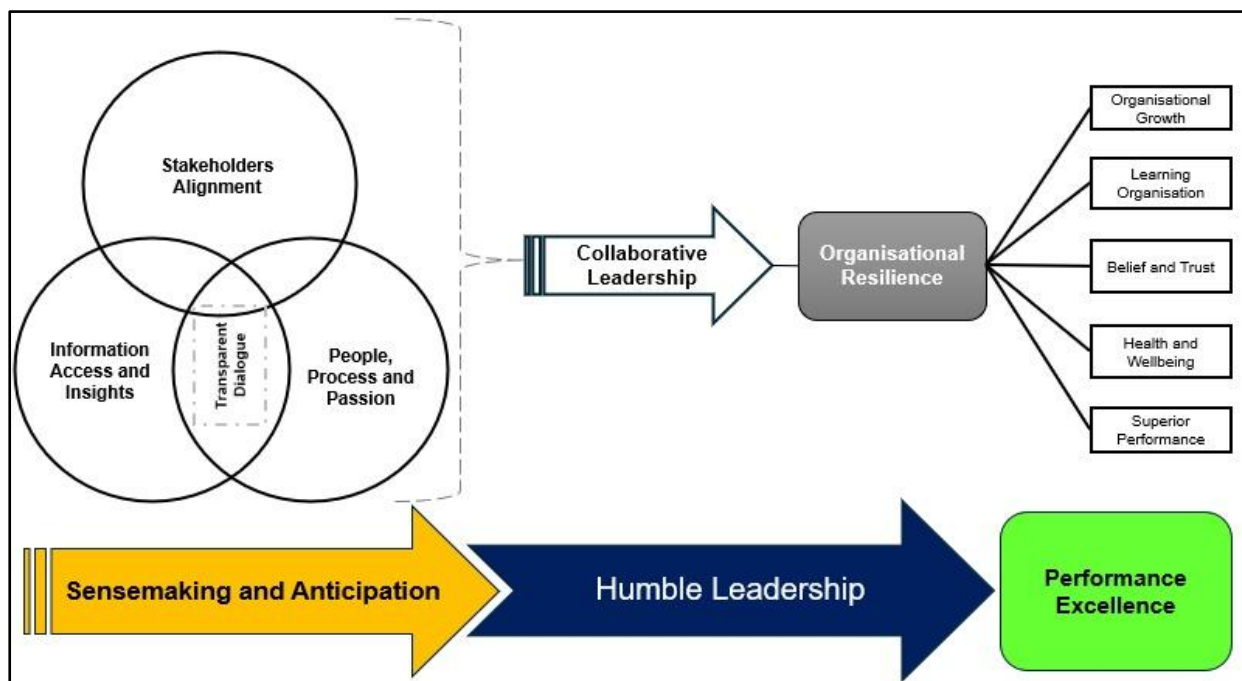 Stakeholders
Alignment
Information
Access and
Insights
Transparent
Dialogue
People,
Process and
Passion
Collaborative
Leadership
Organisational
Resilience
Organisational
Growth
Learning
Organisation
Belief and Trust
Health and
Wellbeing
Superior
Performance
Sensemaking and Anticipation
Humble Leadership
Performance
Excellence